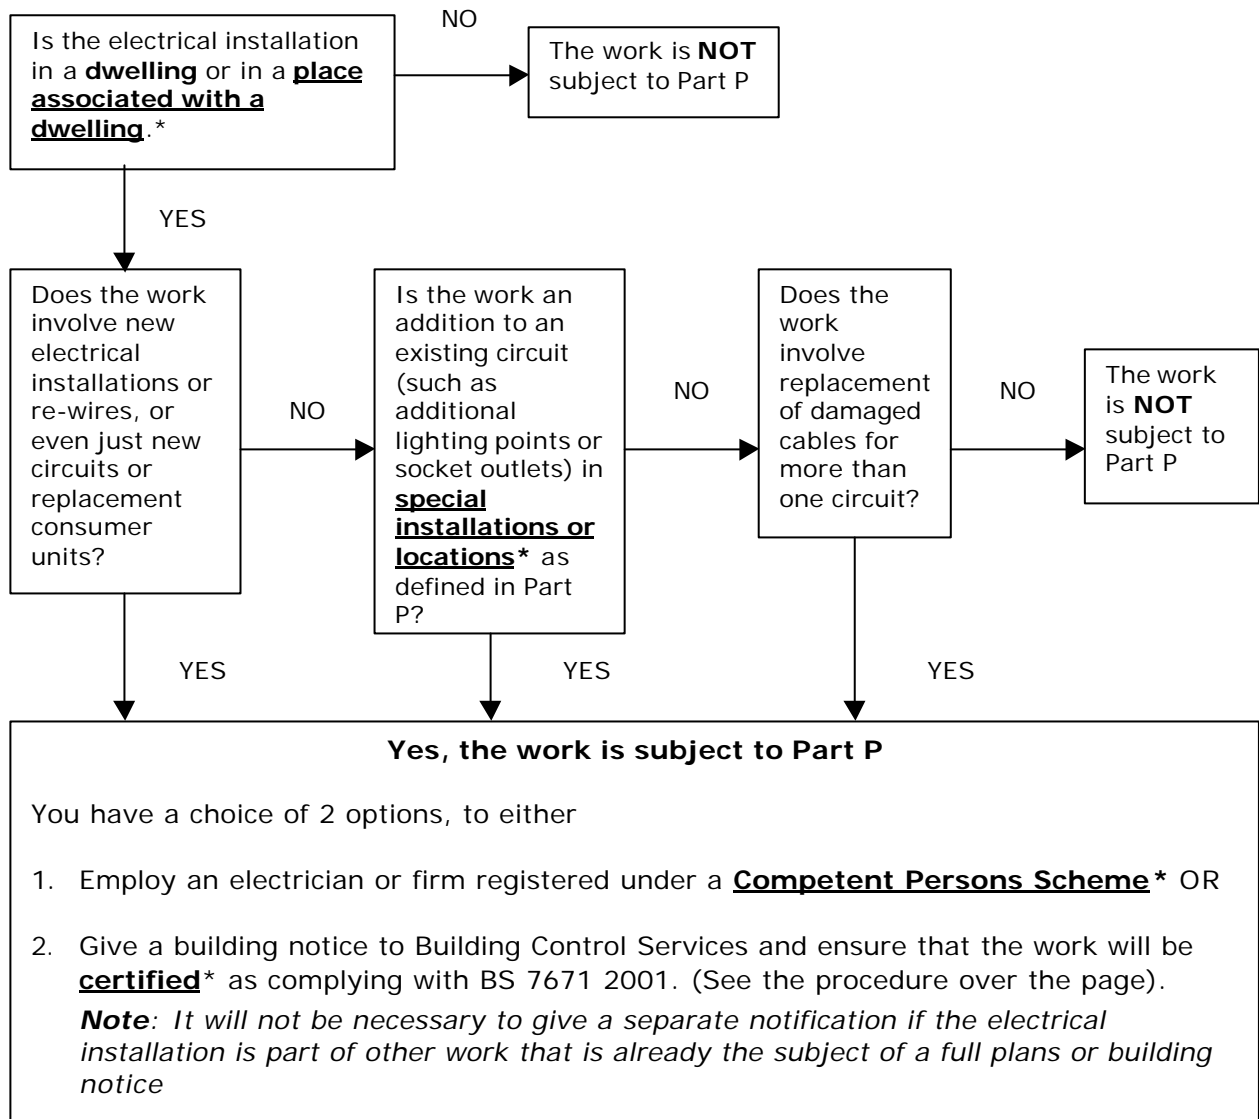 NO
Is the electrical installation
in a dwelling or in a place
associated with a
dwelling.*
The work is NOT
subject to Part P
YES
Does the work
involve new
electrical
installations or
re-wires, or
even just new
circuits or
replacement
consumer
units?
NO
Is the work an
addition to an
existing circuit
(such as
additional
lighting points or
socket outlets) in
special
installations or
locations* as
defined in Part
P?
NO
Does the
work
involve
replacement
of damaged
cables for
more than
one circuit?
NO
The work
is NOT
subject to
Part P
YES
YES
YES
Yes, the work is subject to Part P
You have a choice of 2 options, to either
1. Employ an electrician or firm registered under a Competent Persons Scheme* OR
2. Give a building notice to Building Control Services and ensure that the work will be
certified* as complying with BS 7671 2001. (See the procedure over the page).
Note: It will not be necessary to give a separate notification if the electrical
installation is part of other work that is already the subject of a full plans or building
notice